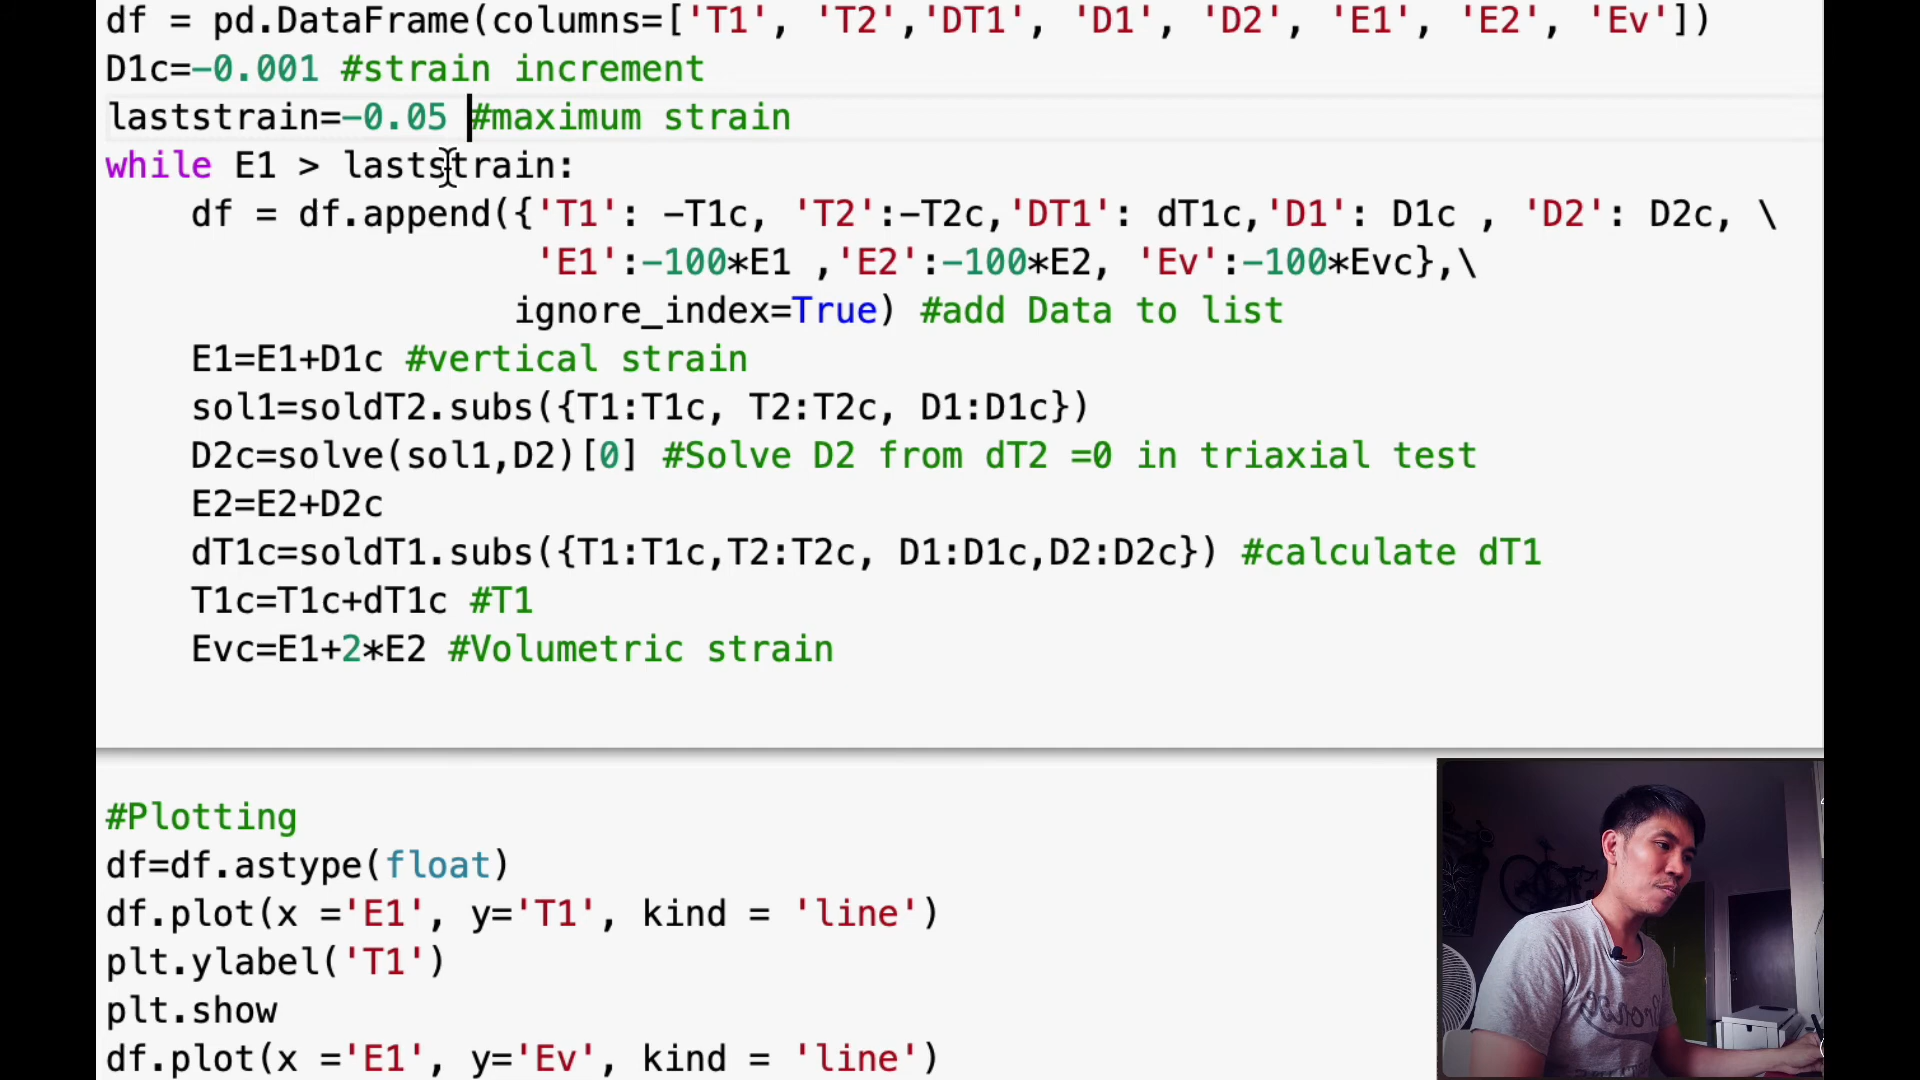 df = pd.DataFrame(columns=['T1', 'T2','DT1', 'D1', 'D2', 'E1', 'E2', 'Ev'])
D1c=-0.001 #strain increment
laststrain=-0.05 #maximum strain
while E1 > laststrain:
    df = df.append({'T1': -T1c, 'T2':-T2c,'DT1': dT1c,'D1': D1c , 'D2': D2c, \
                    'E1':-100*E1 ,'E2':-100*E2, 'Ev':-100*Evc},\
                   ignore_index=True) #add Data to list
    E1=E1+D1c #vertical strain
    sol1=soldT2.subs({T1:T1c, T2:T2c, D1:D1c})
    D2c=solve(sol1,D2)[0] #Solve D2 from dT2 =0 in triaxial test
    E2=E2+D2c
    dT1c=soldT1.subs({T1:T1c,T2:T2c, D1:D1c,D2:D2c}) #calculate dT1
    T1c=T1c+dT1c #T1
    Evc=E1+2*E2 #Volumetric strain
#Plotting
df=df.astype(float)
df.plot(x ='E1', y='T1', kind = 'line')
plt.ylabel('T1')
plt.show
df.plot(x ='E1', y='Ev', kind = 'line')